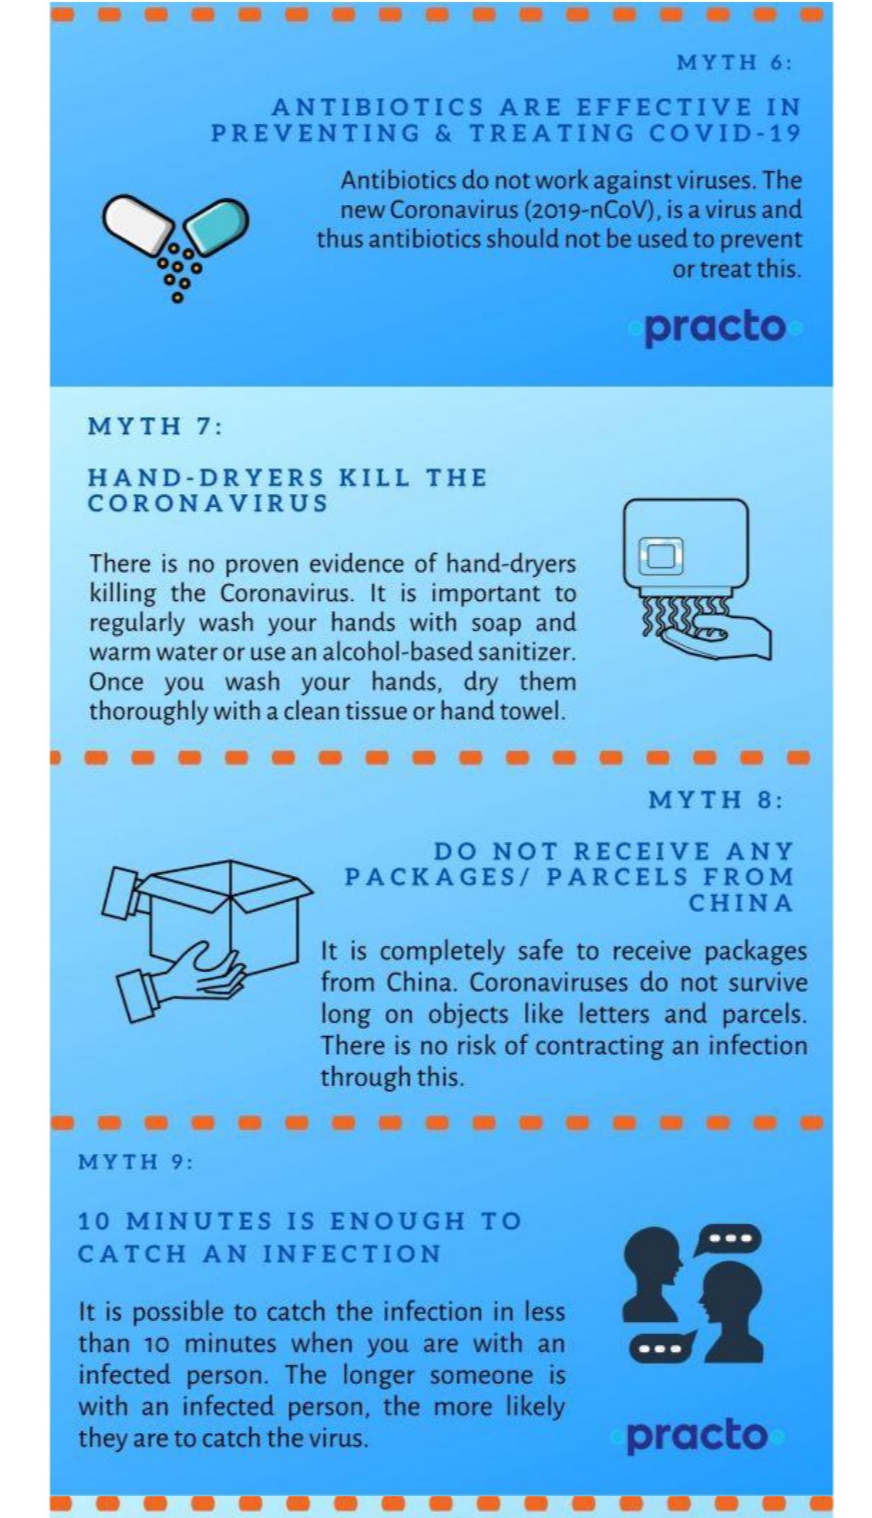 MYTH 6:
ANTIBIOTICS ARE EFFECTIVE IN
PREVENTING & TREATING COVID-19
Antibiotics do not work against viruses. The
new Coronavirus (2019-nCoV), is a virus and
thus antibiotics should not be used to prevent
or treat this.
practo
MYTH 7:
HAND-DRYERS KILL THE
CORONAVIRUS
There is no proven evidence of hand-dryers
killing the Coronavirus. It is important to
regularly wash your hands with soap and
warm water or use an alcohol-based sanitizer.
Once you wash your hands, dry them
thoroughly with a clean tissue or hand towel.
MYTH 8:
DO NOT RECEIVE ANY
PACKAGES/ PARCELS FROM
CHINA
It is completely safe to receive packages
from China. Coronaviruses do not survive
long on objects like letters and parcels.
There is no risk of contracting an infection
through this.
MYTH 9:
10 MINUTES IS ENOUGH TO
CATCH AN INFECTION
It is possible to catch the infection in less
than 10 minutes when you are with an
infected person. The longer someone is
with an infected person, the more likely
they are to catch the virus.
practo